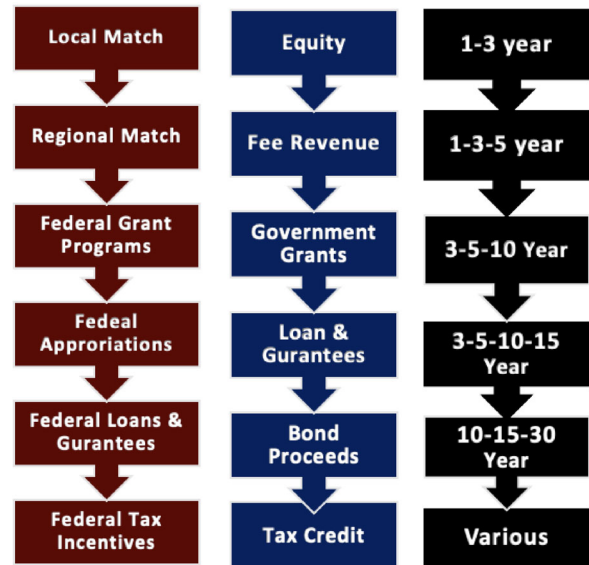 Local Match
Regional Match
Federal Grant
Programs
Fedeal
Approriations
Federal Loans &
Gurantees
Federal Tax
Incentives
Equity
Fee Revenue
Government
Grants
Loan &
Gurantees
Bond
Proceeds
Tax Credit
1-3 year
1-3-5 year
3-5-10 Year
3-5-10-15
Year
10-15-30
Year
Various